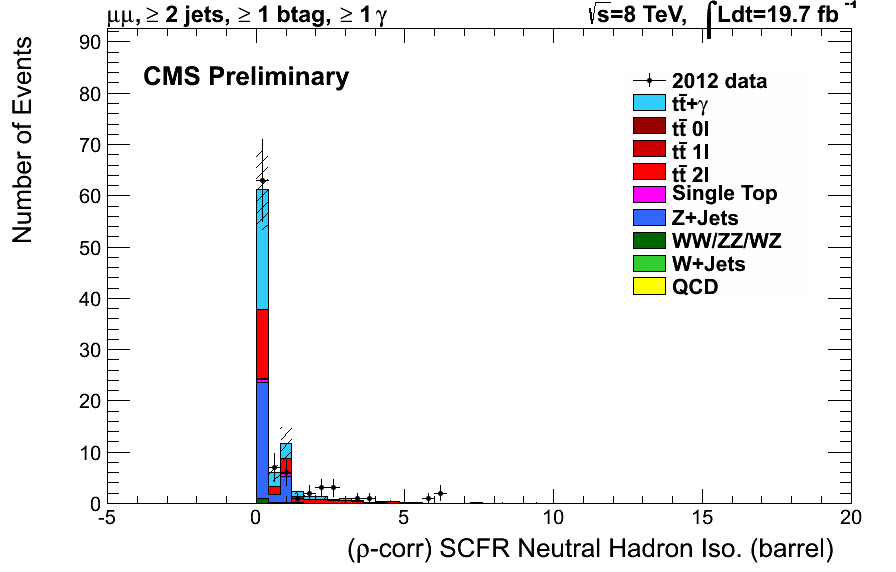 μμ, ≥ 2 jets, ≥ 1 btag, ≥ 1 γ
√s=8 TeV, ∫Ldt=19.7 fb⁻¹
CMS Preliminary
2012 data
tt̄+γ
tt̄ 0l
tt̄ 1l
tt̄ 2l
Single Top
Z+Jets
WW/ZZ/WZ
W+Jets
QCD
Number of Events
90
80
70
60
50
40
30
20
10
0
-5 0 5 10 15 20
(ρ-corr) SCFR Neutral Hadron Iso. (barrel)